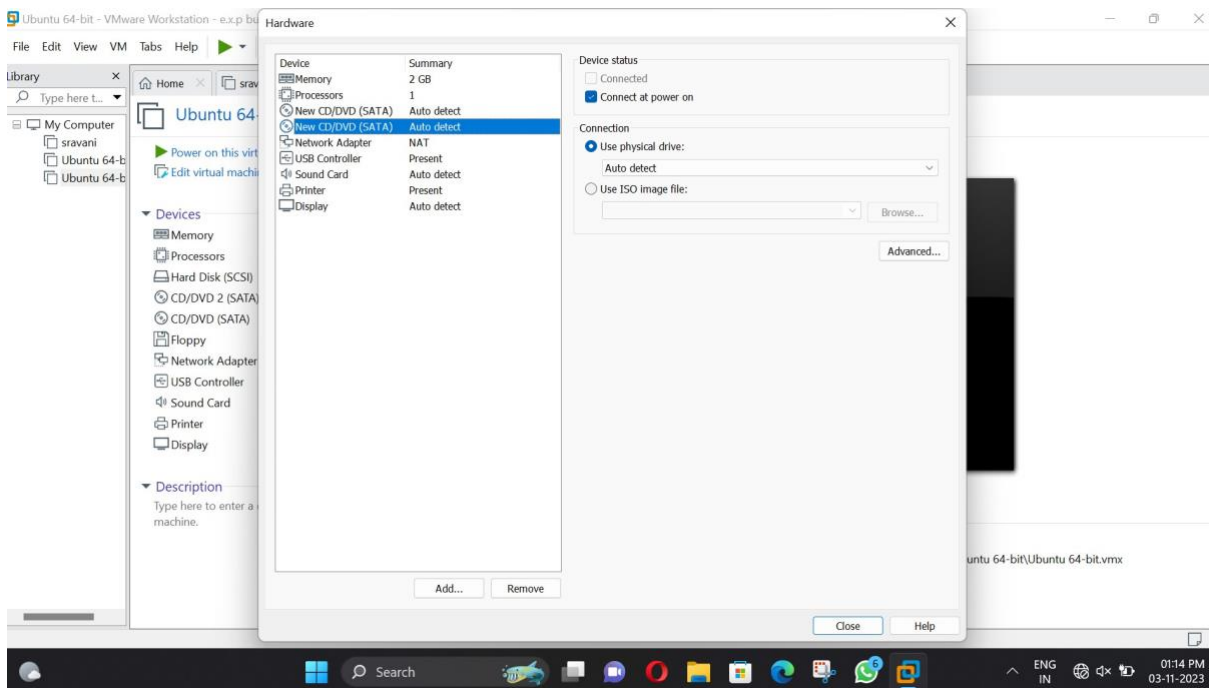 Ubuntu 64-bit - VMware Workstation - e.x.p bu
File Edit View VM Tabs Help
Library
Type here t...
My Computer
sravani
Ubuntu 64-b
Ubuntu 64-b
Home
srav
Ubuntu 64-
Power on this virt
Edit virtual machi
Devices
Memory
Processors
Hard Disk (SCSI)
CD/DVD 2 (SATA)
CD/DVD (SATA)
Floppy
Network Adapter
USB Controller
Sound Card
Printer
Display
Description
Type here to enter a
machine.
Hardware
Device Summary
Memory 2 GB
Processors 1
New CD/DVD (SATA) Auto detect
New CD/DVD (SATA) Auto detect
Network Adapter NAT
USB Controller Present
Sound Card Auto detect
Printer Present
Display Auto detect
Add... Remove
Device status
Connected
Connect at power on
Connection
Use physical drive:
Auto detect
Use ISO image file:
Browse...
Advanced...
Close Help
untu 64-bit\Ubuntu 64-bit.vmx
Search
6
ENG
IN
01:14 PM
03-11-2023